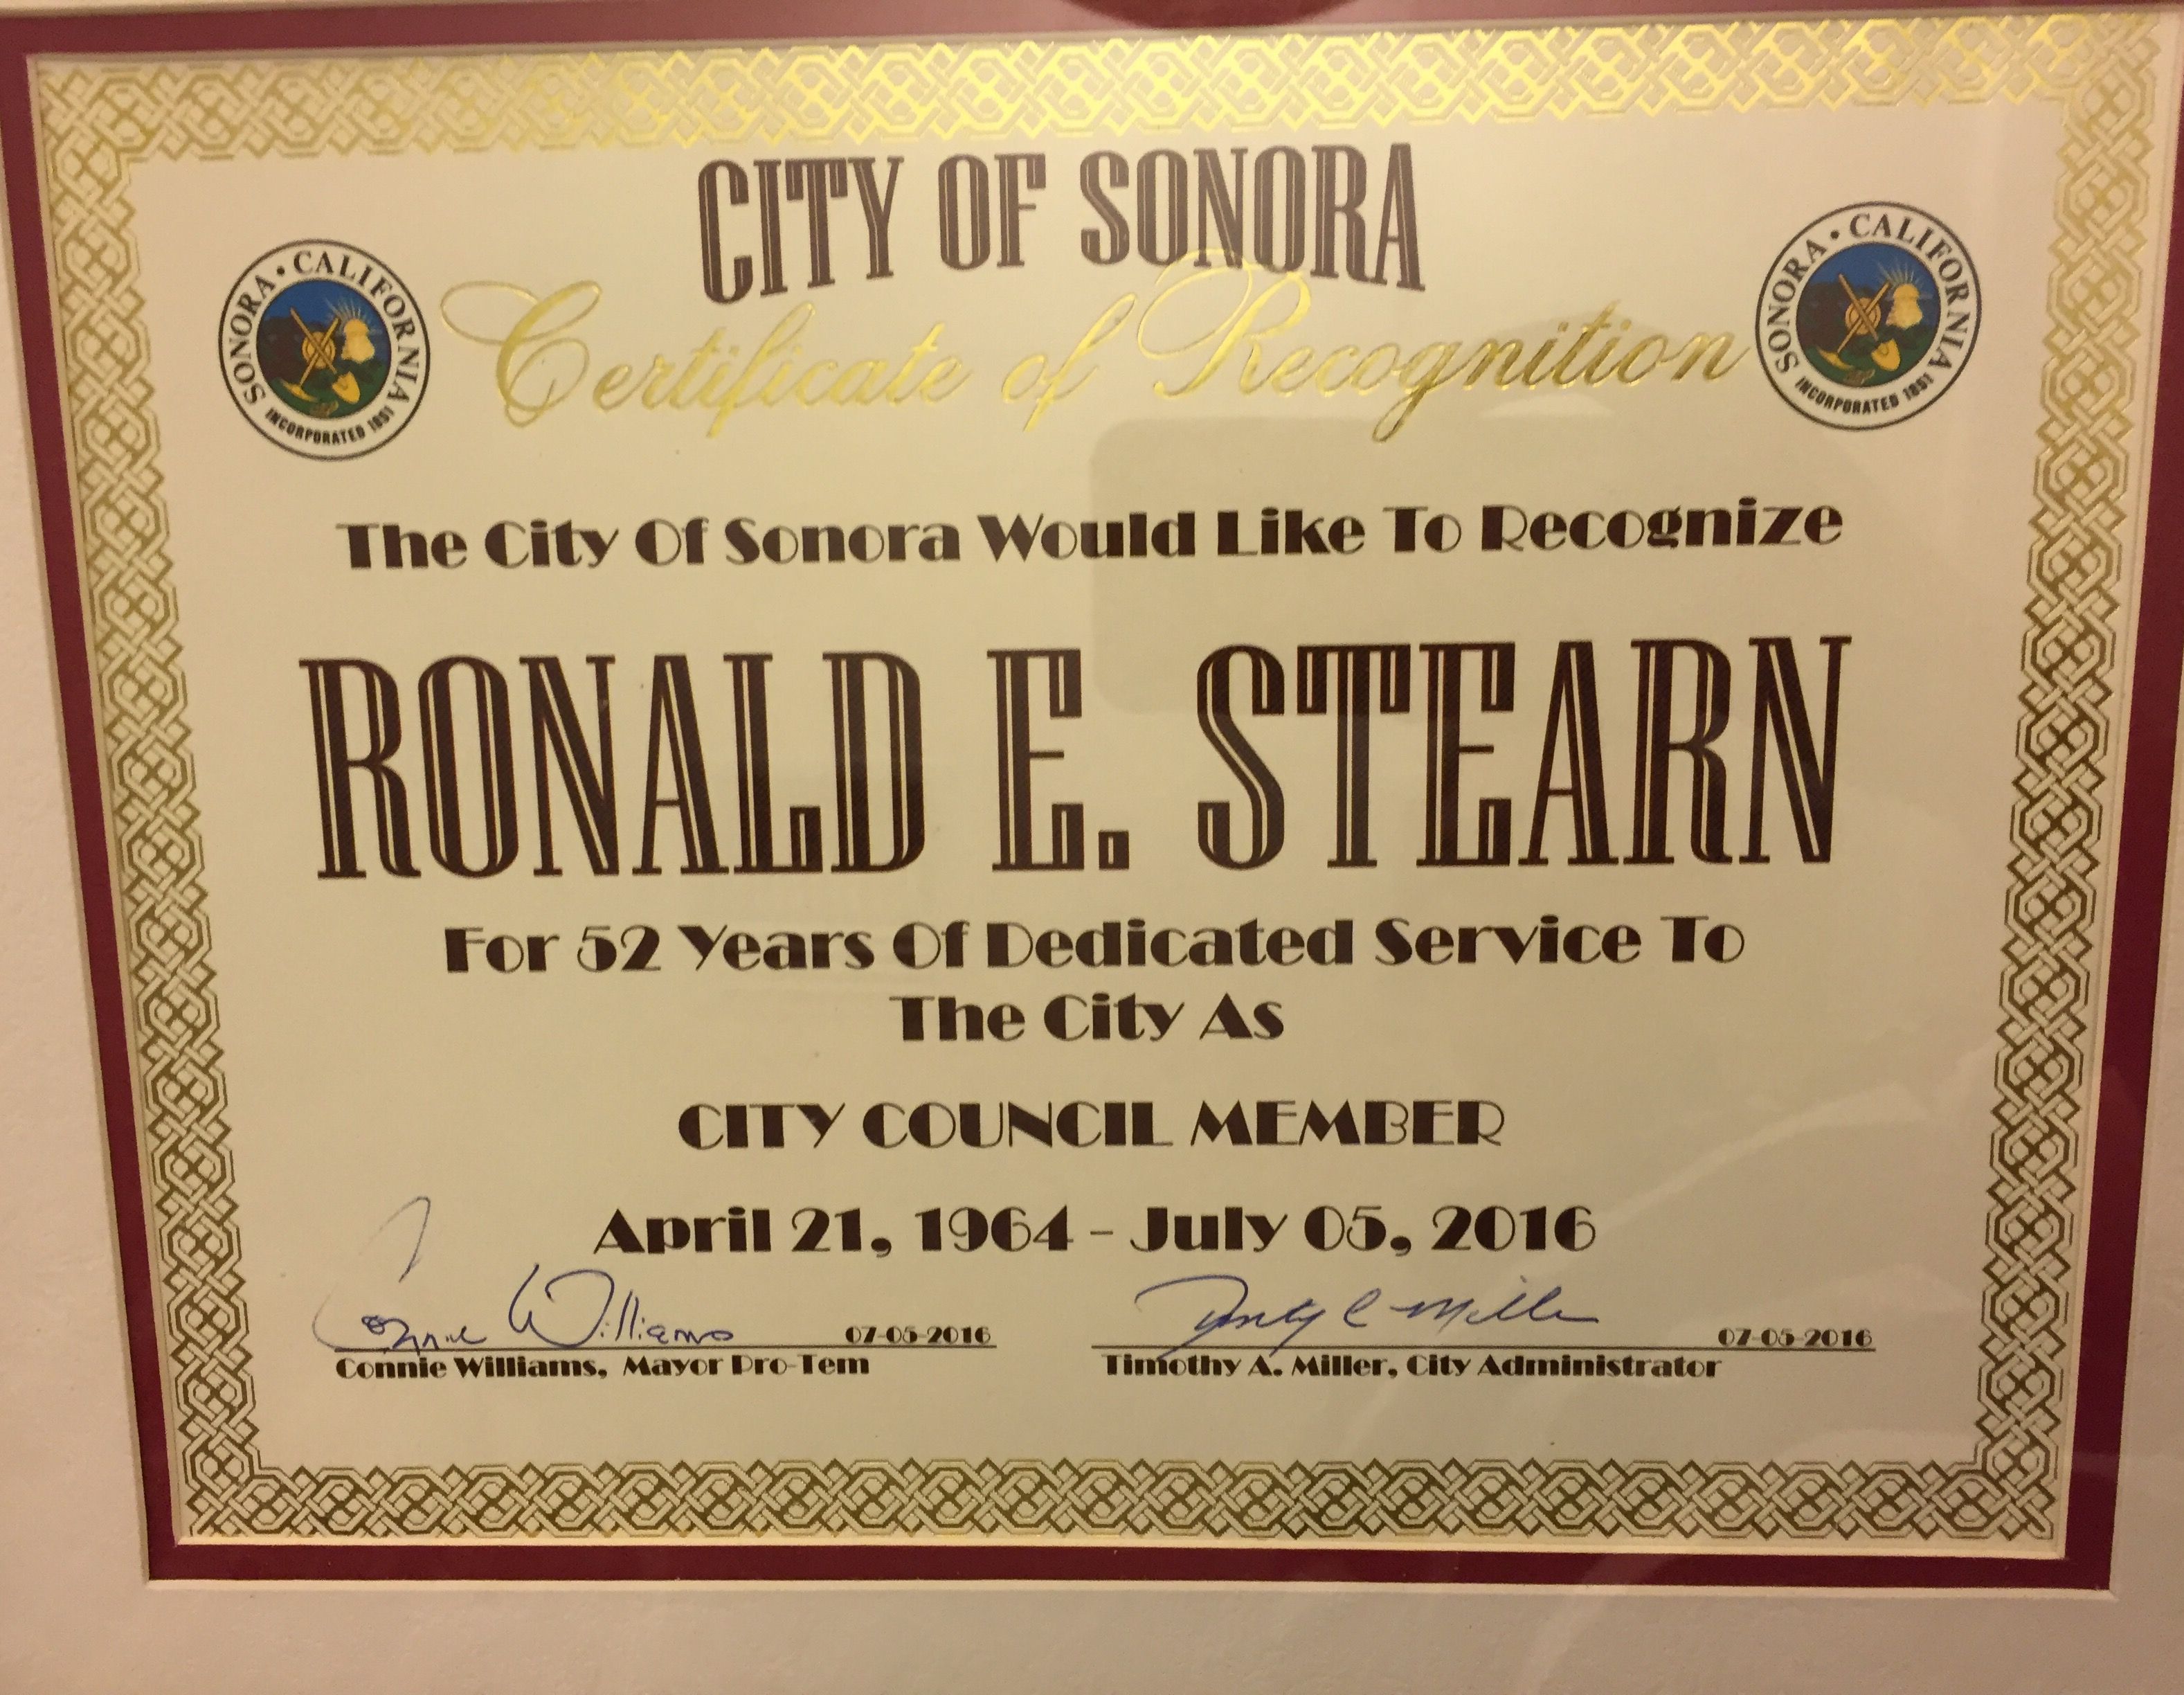 CITY OF SONORA
Certificate of Recognition
SONORA • CALIFORNIA
INCORPORATED 1851
SONORA • CALIFORNIA
INCORPORATED 1851
The City Of Sonora Would Like To Recognize
RONALD E. STEARN
For 52 Years Of Dedicated Service To
The City As
CITY COUNCIL MEMBER
April 21, 1964 - July 05, 2016
Connie Williams 07-05-2016
Connie Williams, Mayor Pro-Tem
07-05-2016
Timothy A. Miller, City Administrator